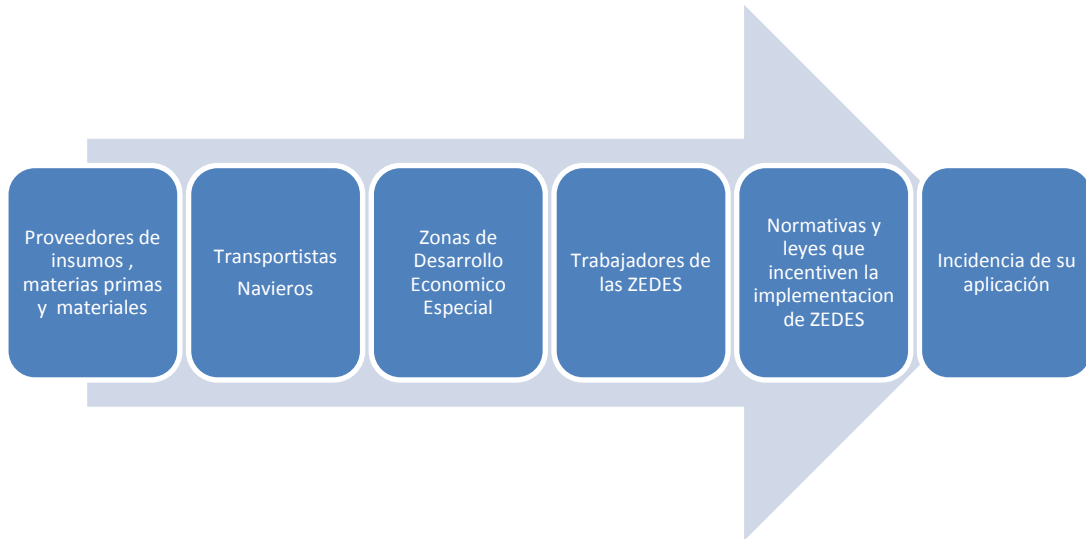 Proveedores de
insumos ,
materias primas
y materiales
Transportistas
Navieros
Zonas de
Desarrollo
Economico
Especial
Trabajadores de
las ZEDES
Normativas y
leyes que
incentiven la
implementacion
de ZEDES
Incidencia de su
aplicación